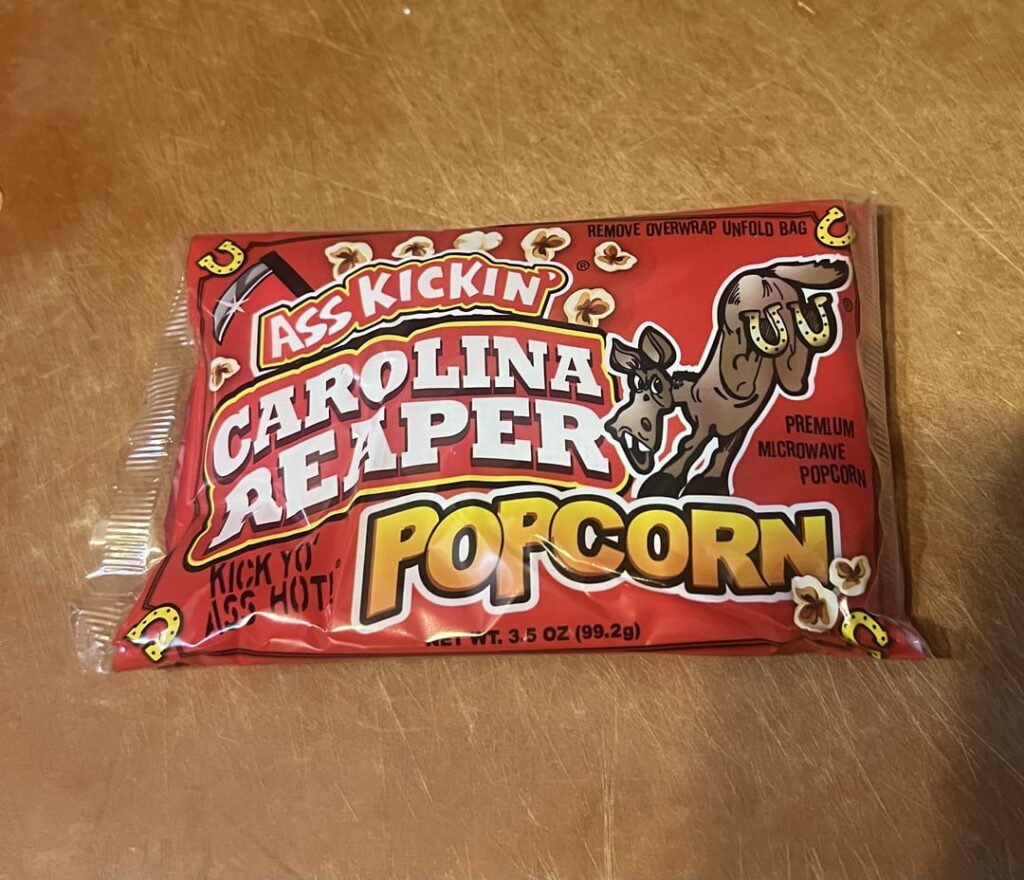 REMOVE OVERWRAP UNFOLD BAG
ASS KICKIN' ®
CAROLINA
REAPER
POPCORN
®
PREMIUM
MICROWAVE
POPCORN
KICK YO'
ASS HOT!
NET WT. 3.5 OZ (99.2g)